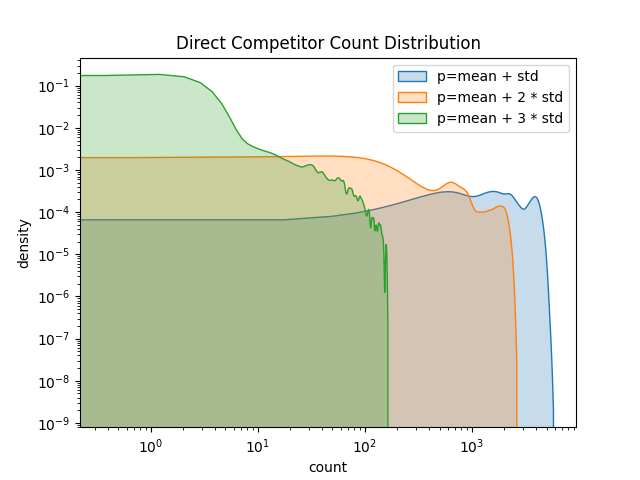 Direct Competitor Count Distribution
p=mean + std
p=mean + 2 * std
p=mean + 3 * std
density
10⁻¹
10⁻²
10⁻³
10⁻⁴
10⁻⁵
10⁻⁶
10⁻⁷
10⁻⁸
10⁻⁹
10⁰ 10¹ 10² 10³
count